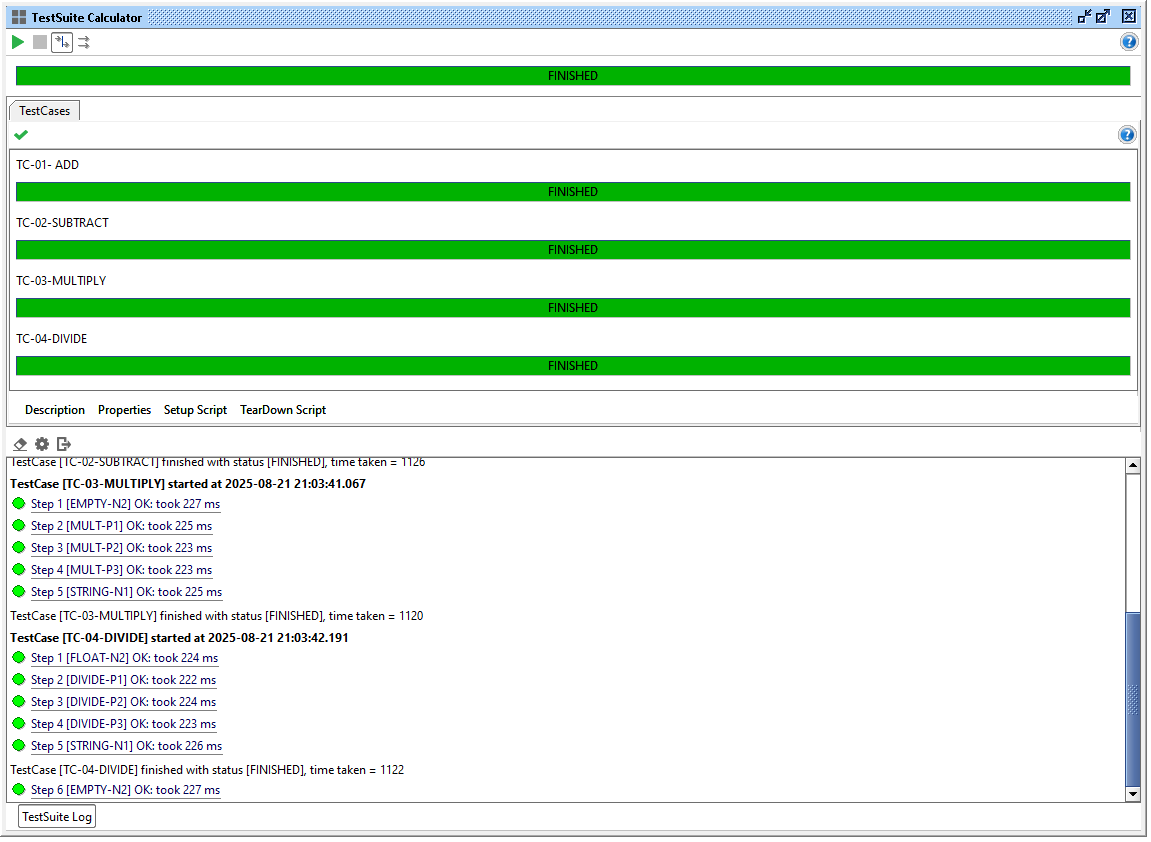 TestSuite Calculator
FINISHED
TestCases
TC-01- ADD
FINISHED
TC-02-SUBTRACT
FINISHED
TC-03-MULTIPLY
FINISHED
TC-04-DIVIDE
FINISHED
Description Properties Setup Script TearDown Script
TestCase [TC-02-SUBTRACT] finished with status [FINISHED], time taken = 1126
TestCase [TC-03-MULTIPLY] started at 2025-08-21 21:03:41.067
Step 1 [EMPTY-N2] OK: took 227 ms
Step 2 [MULT-P1] OK: took 225 ms
Step 3 [MULT-P2] OK: took 223 ms
Step 4 [MULT-P3] OK: took 223 ms
Step 5 [STRING-N1] OK: took 225 ms
TestCase [TC-03-MULTIPLY] finished with status [FINISHED], time taken = 1120
TestCase [TC-04-DIVIDE] started at 2025-08-21 21:03:42.191
Step 1 [FLOAT-N2] OK: took 224 ms
Step 2 [DIVIDE-P1] OK: took 222 ms
Step 3 [DIVIDE-P2] OK: took 224 ms
Step 4 [DIVIDE-P3] OK: took 223 ms
Step 5 [STRING-N1] OK: took 226 ms
TestCase [TC-04-DIVIDE] finished with status [FINISHED], time taken = 1122
Step 6 [EMPTY-N2] OK: took 227 ms
TestSuite Log